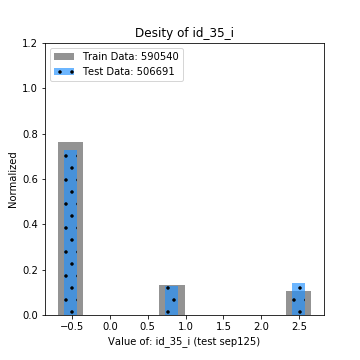 Desity of id_35_i
Train Data: 590540
Test Data: 506691
Normalized
1.2
1.0
0.8
0.6
0.4
0.2
0.0
−0.5 0.0 0.5 1.0 1.5 2.0 2.5
Value of: id_35_i (test sep125)